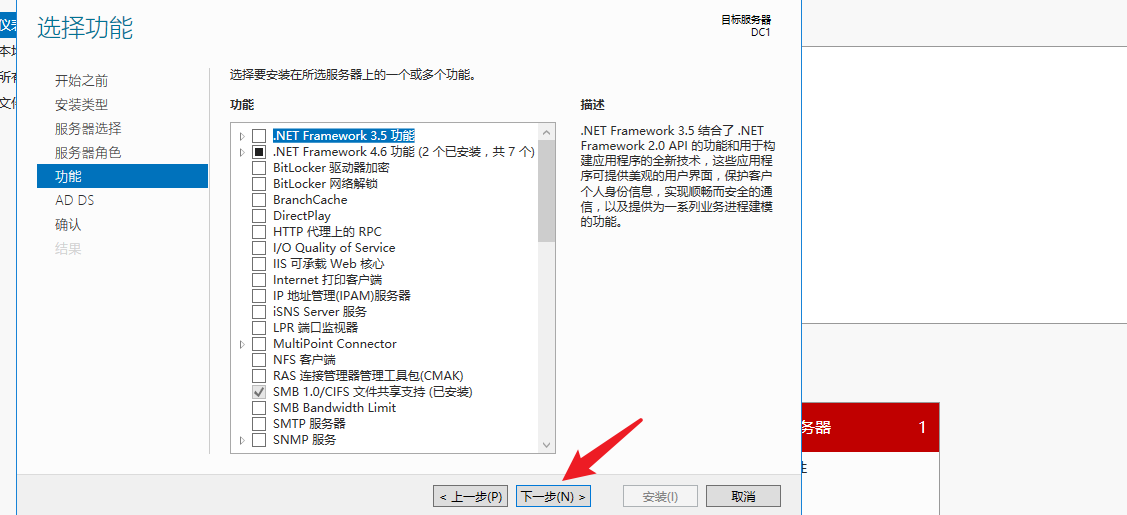 选择功能
目标服务器
DC1
开始之前
安装类型
服务器选择
服务器角色
功能
AD DS
确认
结果
选择要安装在所选服务器上的一个或多个功能。
功能
.NET Framework 3.5 功能
.NET Framework 4.6 功能 (2 个已安装，共 7 个)
BitLocker 驱动器加密
BitLocker 网络解锁
BranchCache
DirectPlay
HTTP 代理上的 RPC
I/O Quality of Service
IIS 可承载 Web 核心
Internet 打印客户端
IP 地址管理(IPAM)服务器
iSNS Server 服务
LPR 端口监视器
MultiPoint Connector
NFS 客户端
RAS 连接管理器管理工具包(CMAK)
SMB 1.0/CIFS 文件共享支持 (已安装)
SMB Bandwidth Limit
SMTP 服务器
SNMP 服务
描述
.NET Framework 3.5 结合了 .NET
Framework 2.0 API 的功能和用于构
建应用程序的全新技术，这些应用程
序可提供美观的用户界面，保护客户
个人身份信息，实现顺畅而安全的通
信，以及提供为一系列业务进程建模
的功能。
< 上一步(P)
下一步(N) >
安装(I)
取消
务器
1